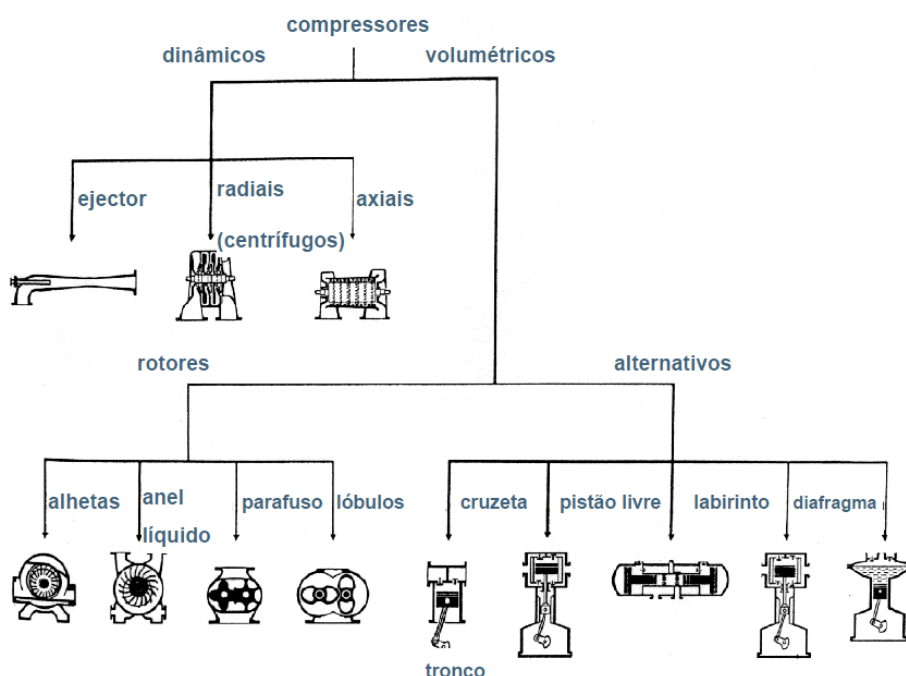 compressores
dinâmicos volumétricos
ejector
radiais
(centrífugos)
axiais
rotores alternativos
alhetas
anel
líquido
parafuso
lóbulos
cruzeta
pistão livre
labirinto
diafragma
tronco